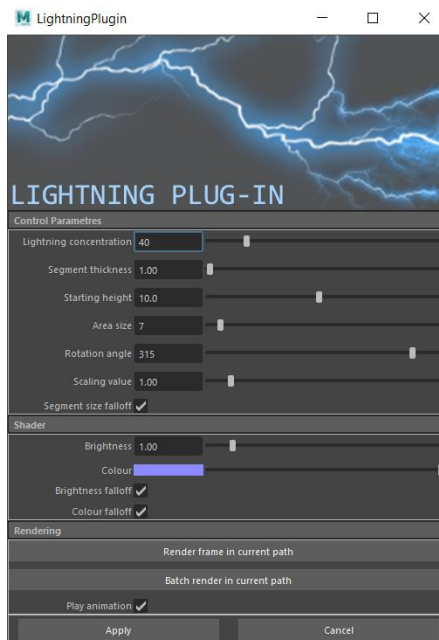 LightningPlugin
LIGHTNING PLUG-IN
Control Parametres
Lightning concentration 40
Segment thickness 1.00
Starting height 10.0
Area size 7
Rotation angle 315
Scaling value 1.00
Segment size falloff
Shader
Brightness 1.00
Colour
Brightness falloff
Colour falloff
Rendering
Render frame in current path
Batch render in current path
Play animation
Apply Cancel